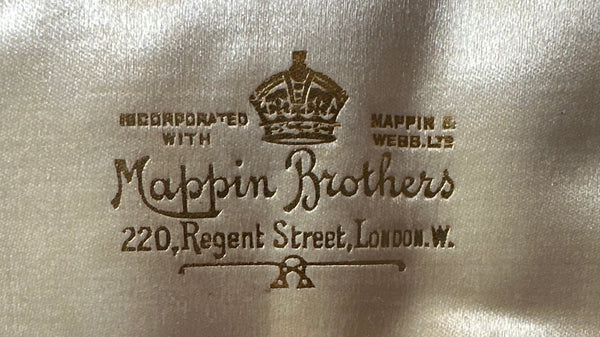 INCORPORATED WITH
MAPPIN & WEBB.LTD
Mappin Brothers
220, Regent Street, London.W.